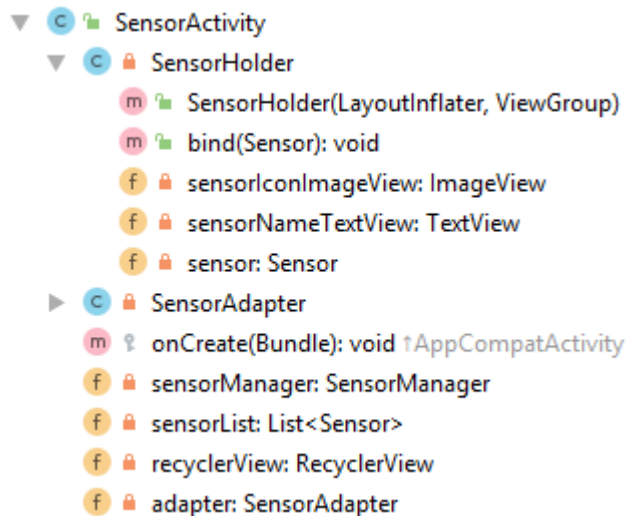 C SensorActivity
C SensorHolder
m SensorHolder(LayoutInflater, ViewGroup)
m bind(Sensor): void
f sensorIconImageView: ImageView
f sensorNameTextView: TextView
f sensor: Sensor
C SensorAdapter
m onCreate(Bundle): void ↑AppCompatActivity
f sensorManager: SensorManager
f sensorList: List<Sensor>
f recyclerView: RecyclerView
f adapter: SensorAdapter